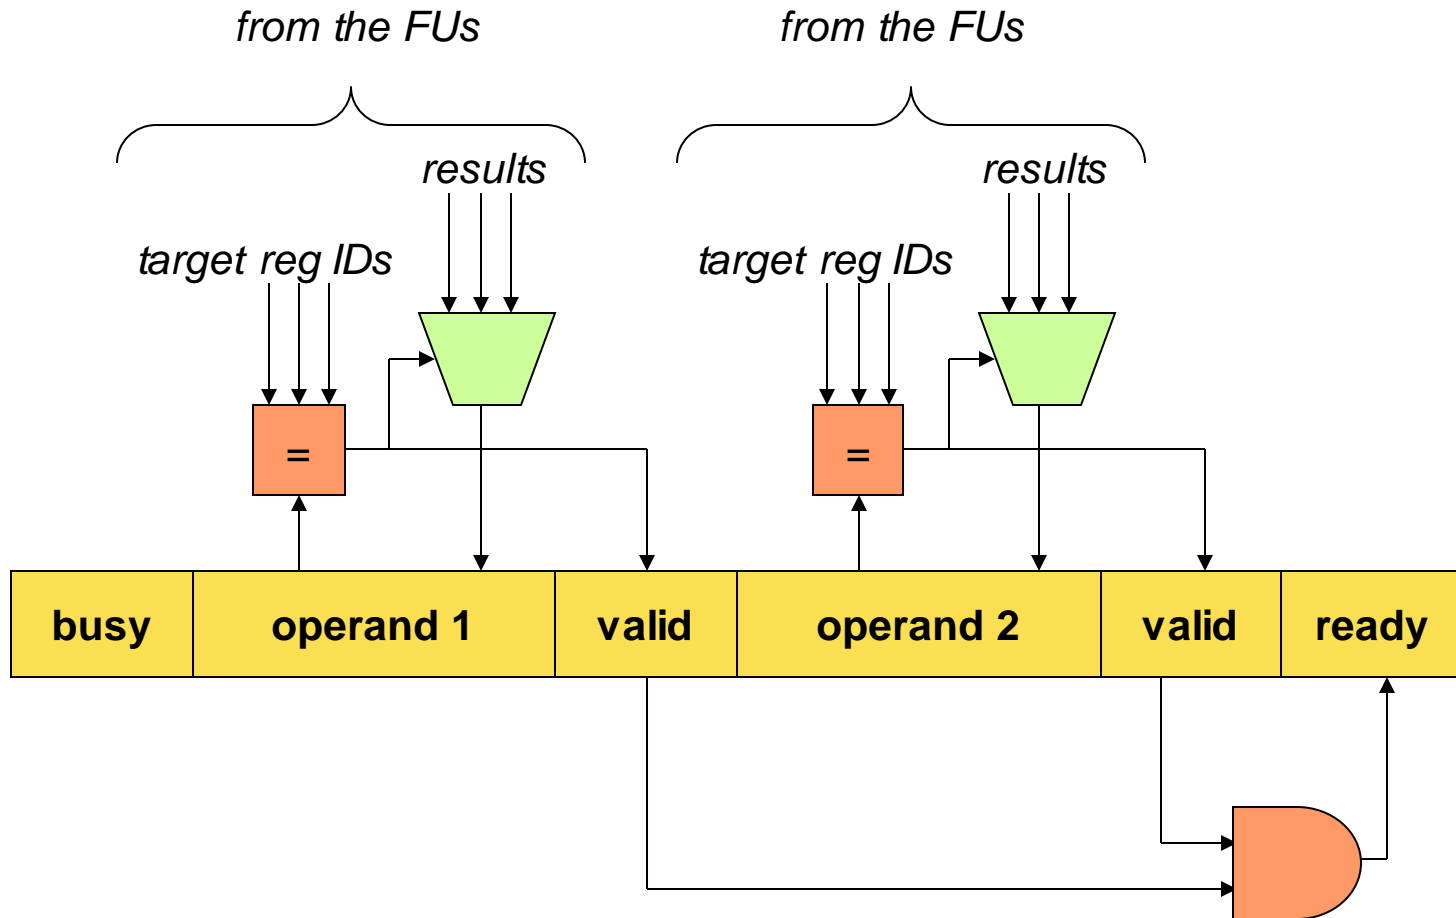 from the FUs
from the FUs
results
results
target reg IDs
target reg IDs
=
=
busy
operand 1
valid
operand 2
valid
ready